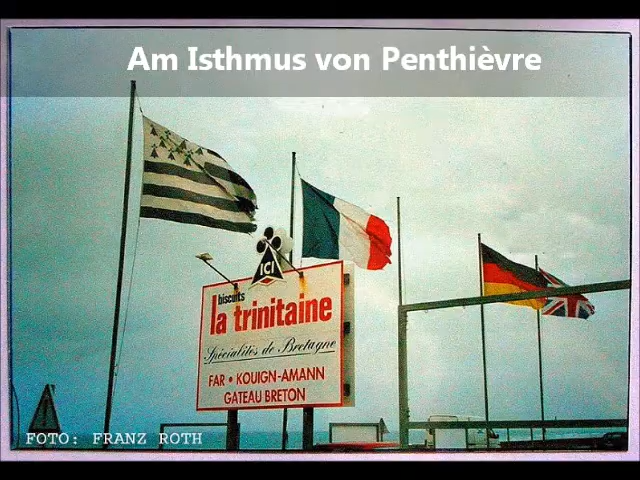 Am Isthmus von Penthièvre
ICI
biscuits
la trinitaine
Spécialités de Bretagne
FAR • KOUIGN-AMANN
GATEAU BRETON
FOTO: FRANZ ROTH